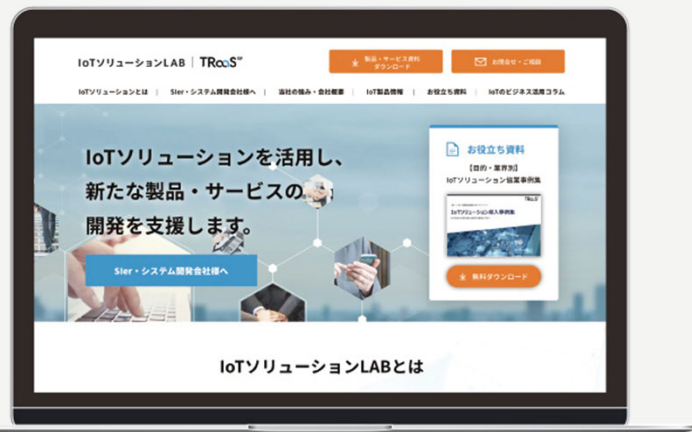 IoTソリューションLAB | TRaaS
製品・サービス資料
ダウンロード
お問合せ・ご相談
IoTソリューションとは | SIer・システム開発会社様へ | 当社の強み・会社概要 | IoT製品情報 | お役立ち資料 | IoTのビジネス活用コラム
IoTソリューションを活用し、
新たな製品・サービスの
開発を支援します。
SIer・システム開発会社様へ
お役立ち資料
【目的・業界別】
IoTソリューション協業事例集
TRaaS
IoTソリューション導入事例集
無料ダウンロード
IoTソリューションLABとは